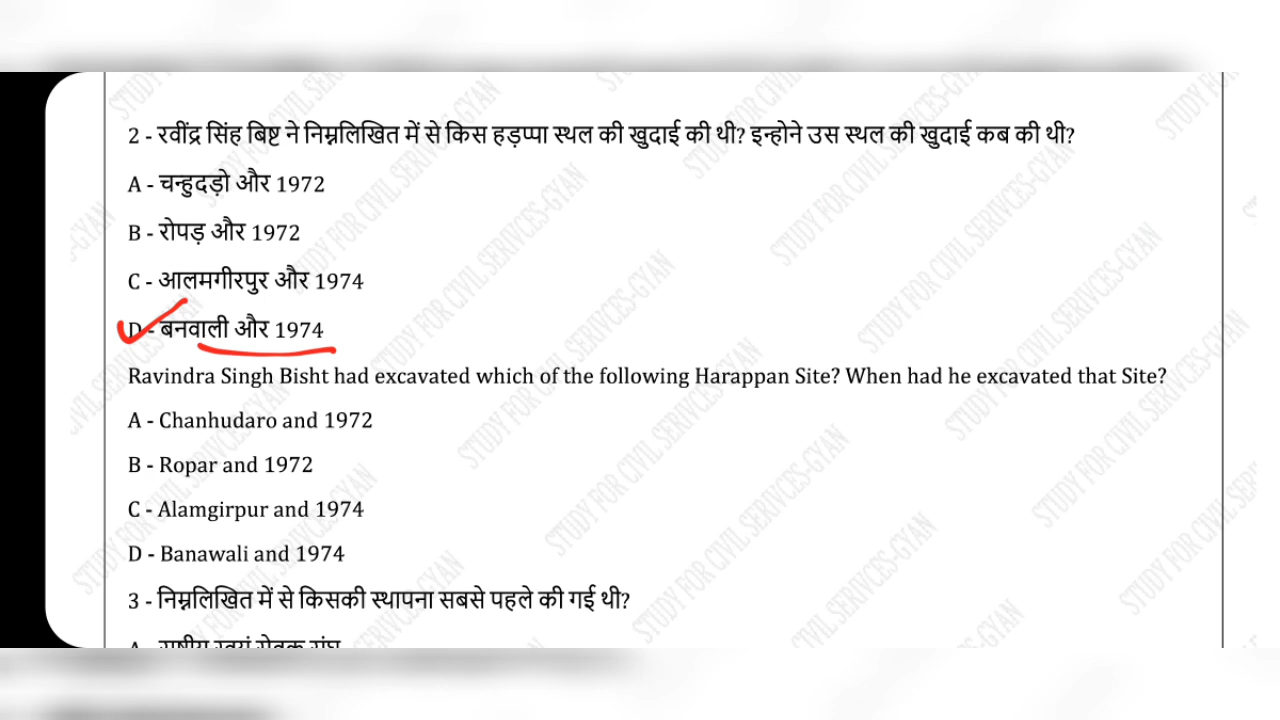 2 - रवींद्र सिंह बिष्ट ने निम्नलिखित में से किस हड़प्पा स्थल की खुदाई की थी? इन्होने उस स्थल की खुदाई कब की थी?
A - चन्हुदड़ो और 1972
B - रोपड़ और 1972
C - आलमगीरपुर और 1974
D - बनवाली और 1974
Ravindra Singh Bisht had excavated which of the following Harappan Site? When had he excavated that Site?
A - Chanhudaro and 1972
B - Ropar and 1972
C - Alamgirpur and 1974
D - Banawali and 1974
3 - निम्नलिखित में से किसकी स्थापना सबसे पहले की गई थी?
STUDY FOR CIVIL SERIVCES-GYAN